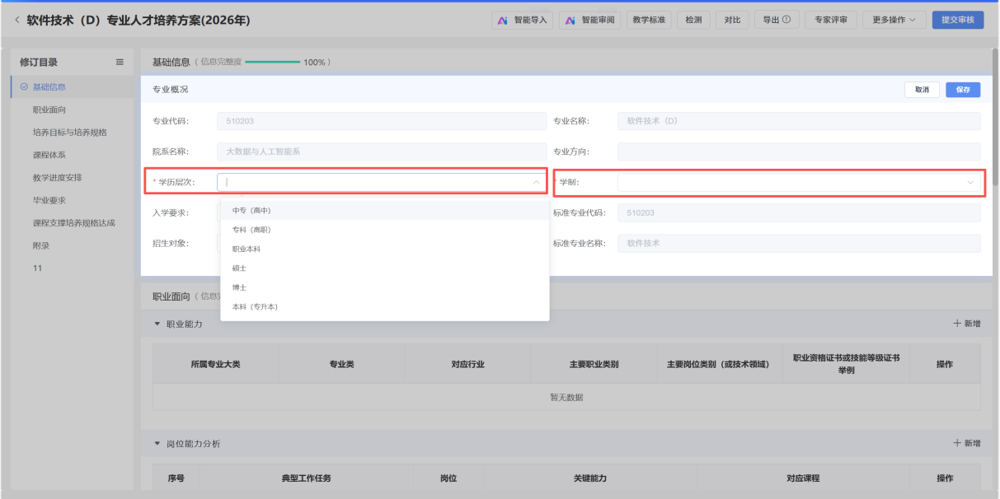 软件技术（D）专业人才培养方案(2026年)
智能导入 智能审阅 教学标准 检测 对比 导出 专家评审 更多操作 提交审核
修订目录
基础信息
职业面向
培养目标与培养规格
课程体系
教学进度安排
毕业要求
课程支撑培养规格达成
附录
11
基础信息（信息完整度 100%）
专业概况 取消 保存
专业代码: 510203 专业名称: 软件技术（D）
院系名称: 大数据与人工智能系 专业方向:
* 学历层次: * 学制:
入学要求: 标准专业代码: 510203
招生对象: 标准专业名称: 软件技术
中专（高中）
专科（高职）
职业本科
硕士
博士
本科（专升本）
职业面向（信息
职业能力 + 新增
所属专业大类 专业类 对应行业 主要职业类别 主要岗位类别（或技术领域） 职业资格证书或技能等级证书举例 操作
暂无数据
岗位能力分析 + 新增
序号 典型工作任务 岗位 关键能力 对应课程 操作